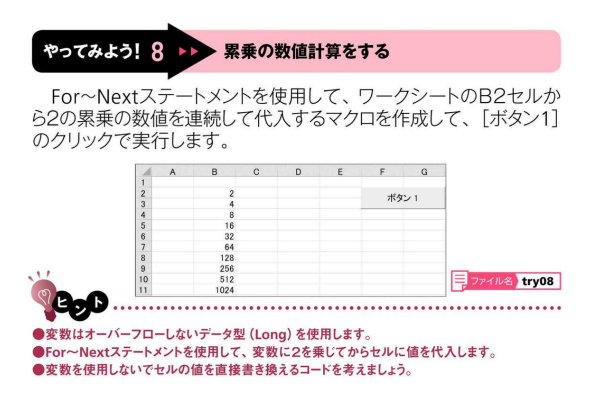 やってみよう! 8 ▶▶ 累乗の数値計算をする
For～Nextステートメントを使用して、ワークシートのB2セルか
ら2の累乗の数値を連続して代入するマクロを作成して、[ボタン1]
のクリックで実行します。
A B C D E F G
1
2 2 ボタン 1
3 4
4 8
5 16
6 32
7 64
8 128
9 256
10 512
11 1024
ファイル名 try08
ヒント
●変数はオーバーフローしないデータ型（Long）を使用します。
●For～Nextステートメントを使用して、変数に2を乗じてからセルに値を代入します。
●変数を使用しないでセルの値を直接書き換えるコードを考えましょう。